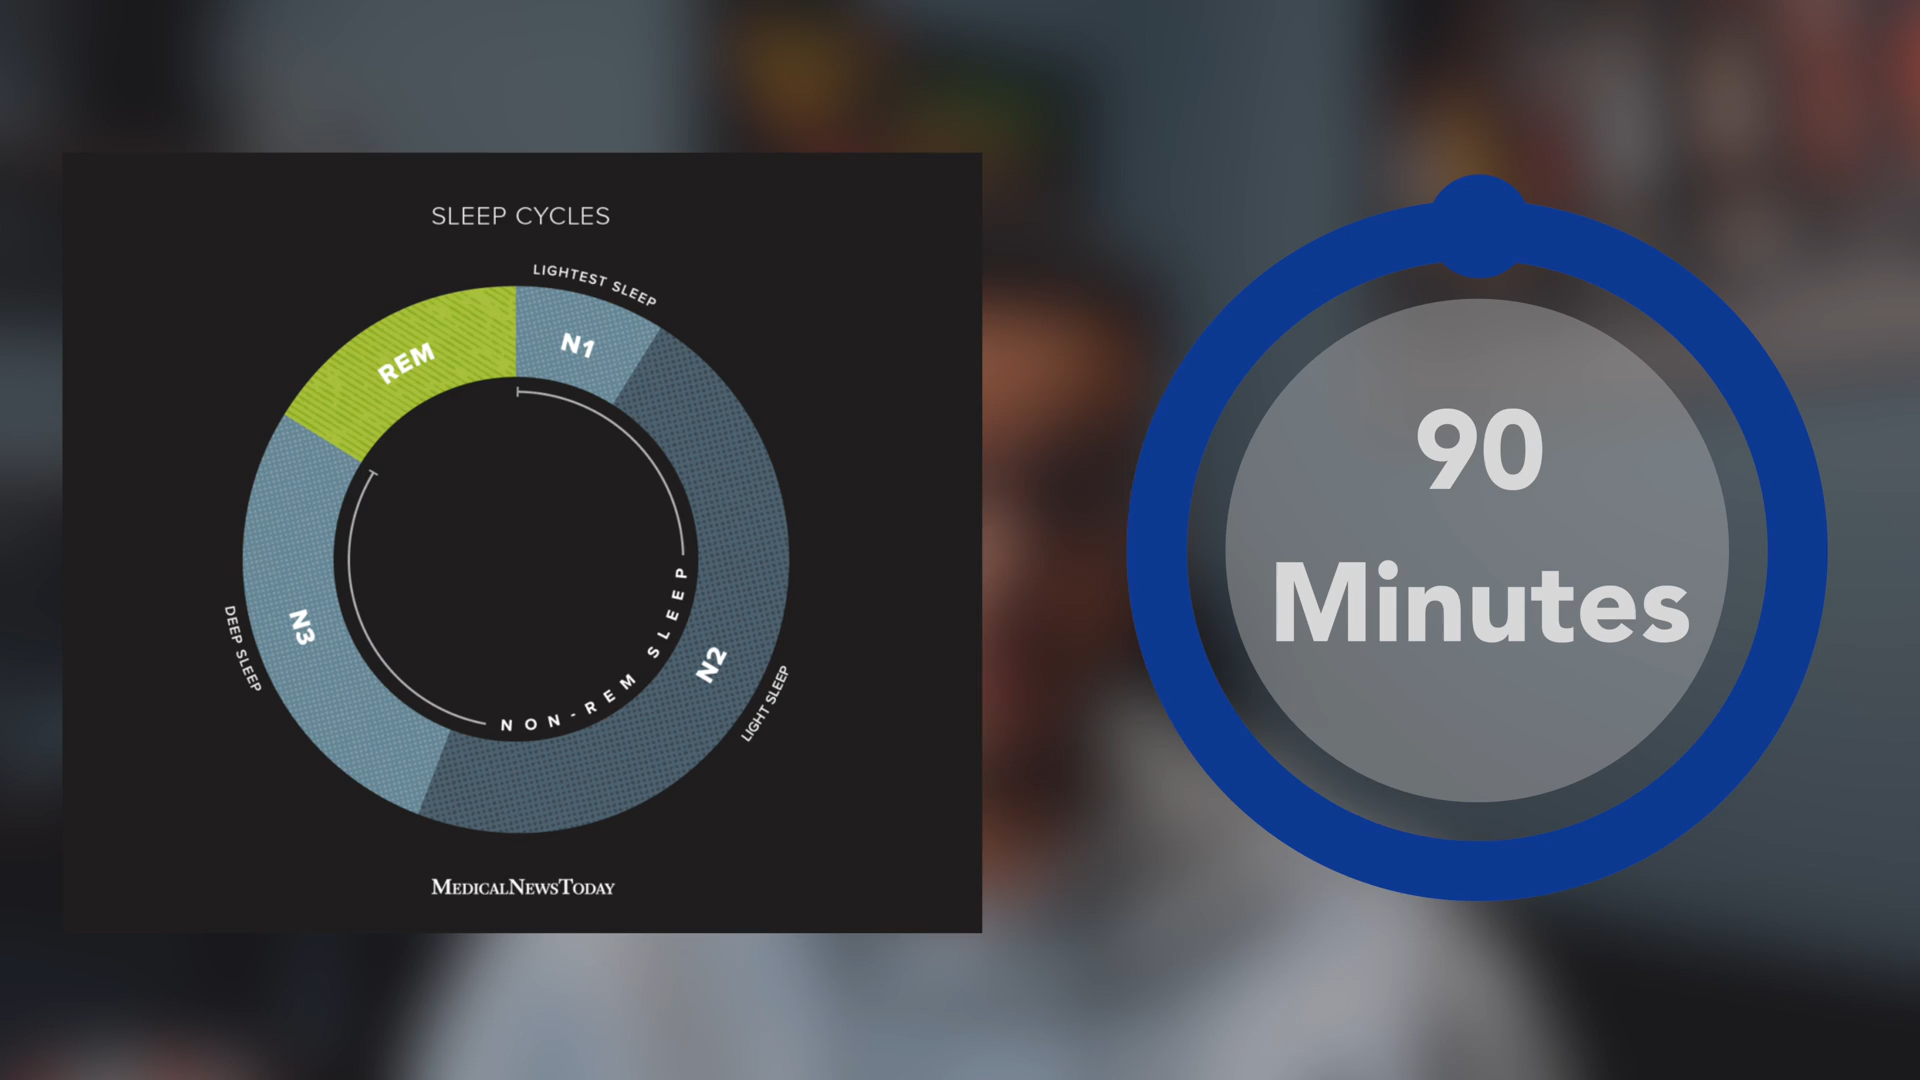 SLEEP CYCLES
LIGHTEST SLEEP
N1
REM
N2
LIGHT SLEEP
N3
DEEP SLEEP
NON-REM SLEEP
MEDICALNEWSTODAY
90
Minutes